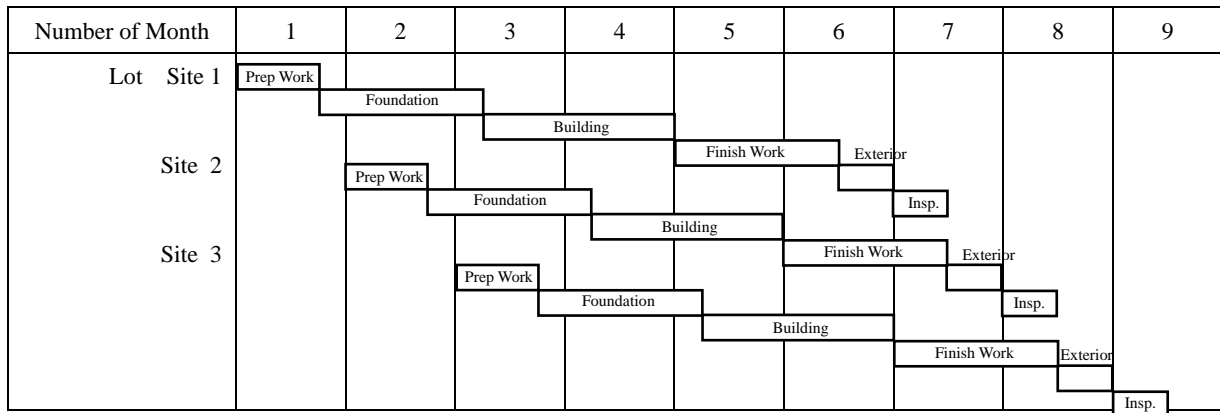 Number of Month 1 2 3 4 5 6 7 8 9
Lot Site 1 Prep Work
Foundation
Building
Finish Work Exterior
Site 2 Prep Work
Foundation Insp.
Building
Site 3 Finish Work Exterior
Prep Work
Foundation Insp.
Building
Finish Work Exterior
Insp.